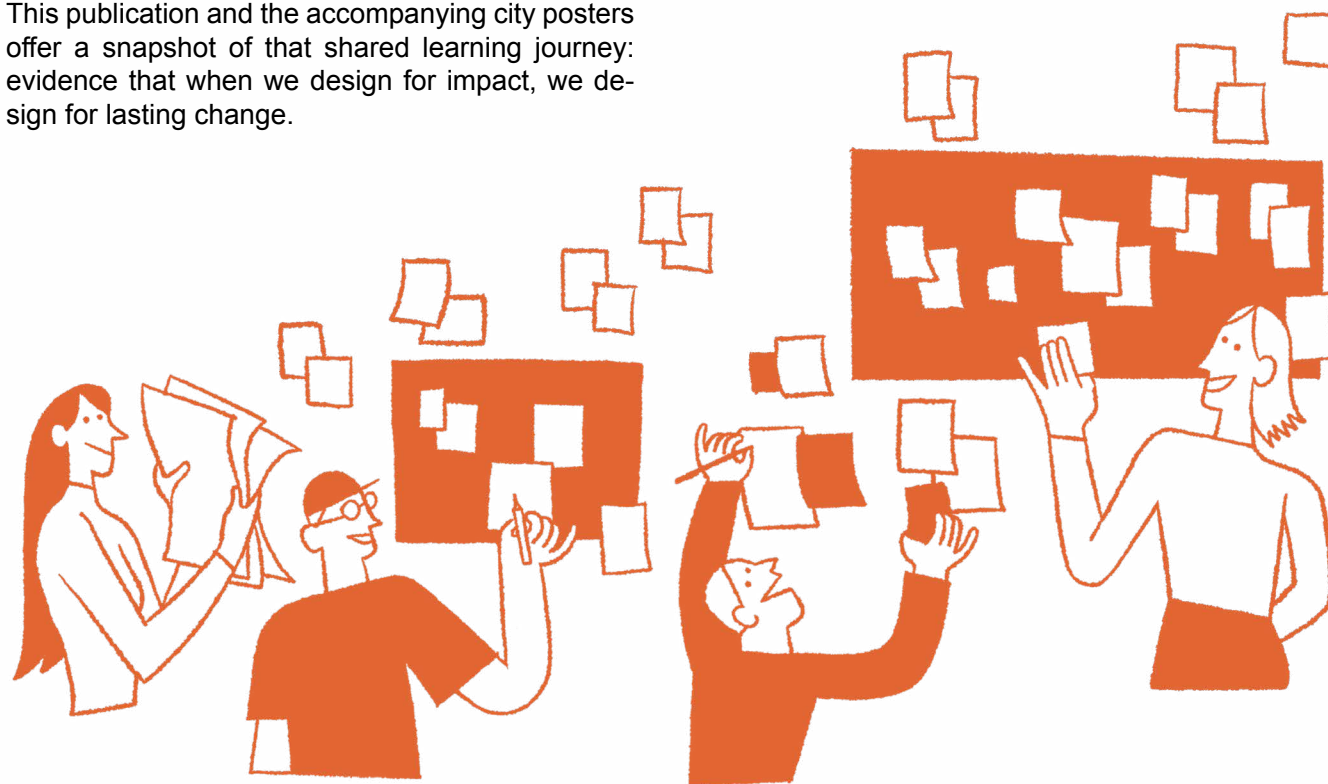 This publication and the accompanying city posters
offer a snapshot of that shared learning journey:
evidence that when we design for impact, we de-
sign for lasting change.